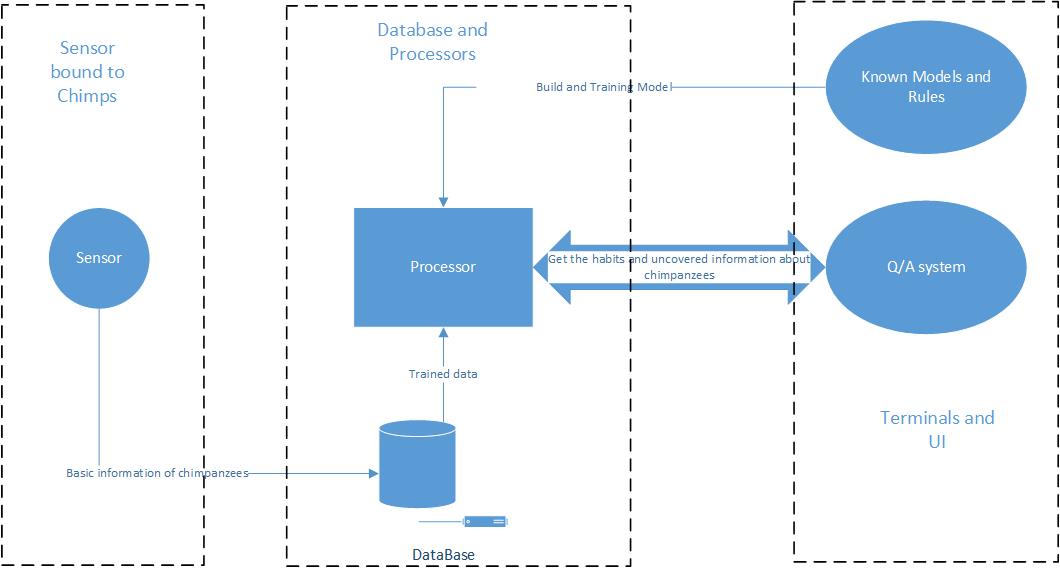 Sensor
bound to
Chimps
Database and
Processors
Build and Training Model
Known Models and
Rules
Sensor
Processor
Get the habits and uncovered information about
chimpanzees
Q/A system
Trained data
Terminals and
UI
Basic information of chimpanzees
DataBase